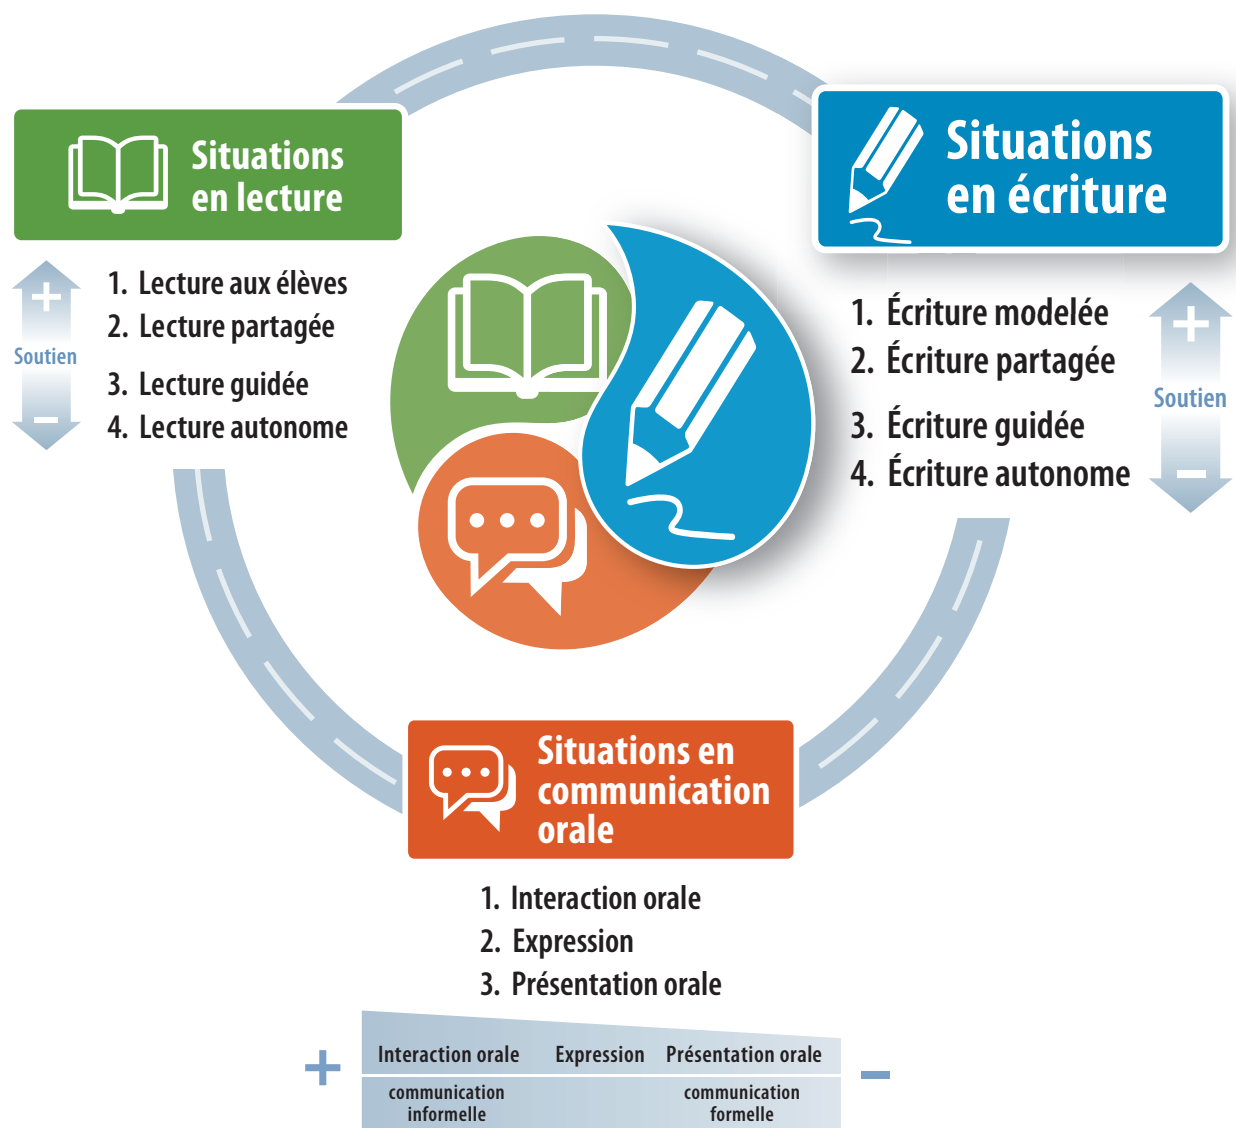 Situations
en lecture
+
Soutien
–
1. Lecture aux élèves
2. Lecture partagée
3. Lecture guidée
4. Lecture autonome
Situations
en écriture
1. Écriture modelée
2. Écriture partagée
3. Écriture guidée
4. Écriture autonome
+
Soutien
–
Situations en
communication
orale
1. Interaction orale
2. Expression
3. Présentation orale
+ Interaction orale Expression Présentation orale –
communication communication
informelle formelle